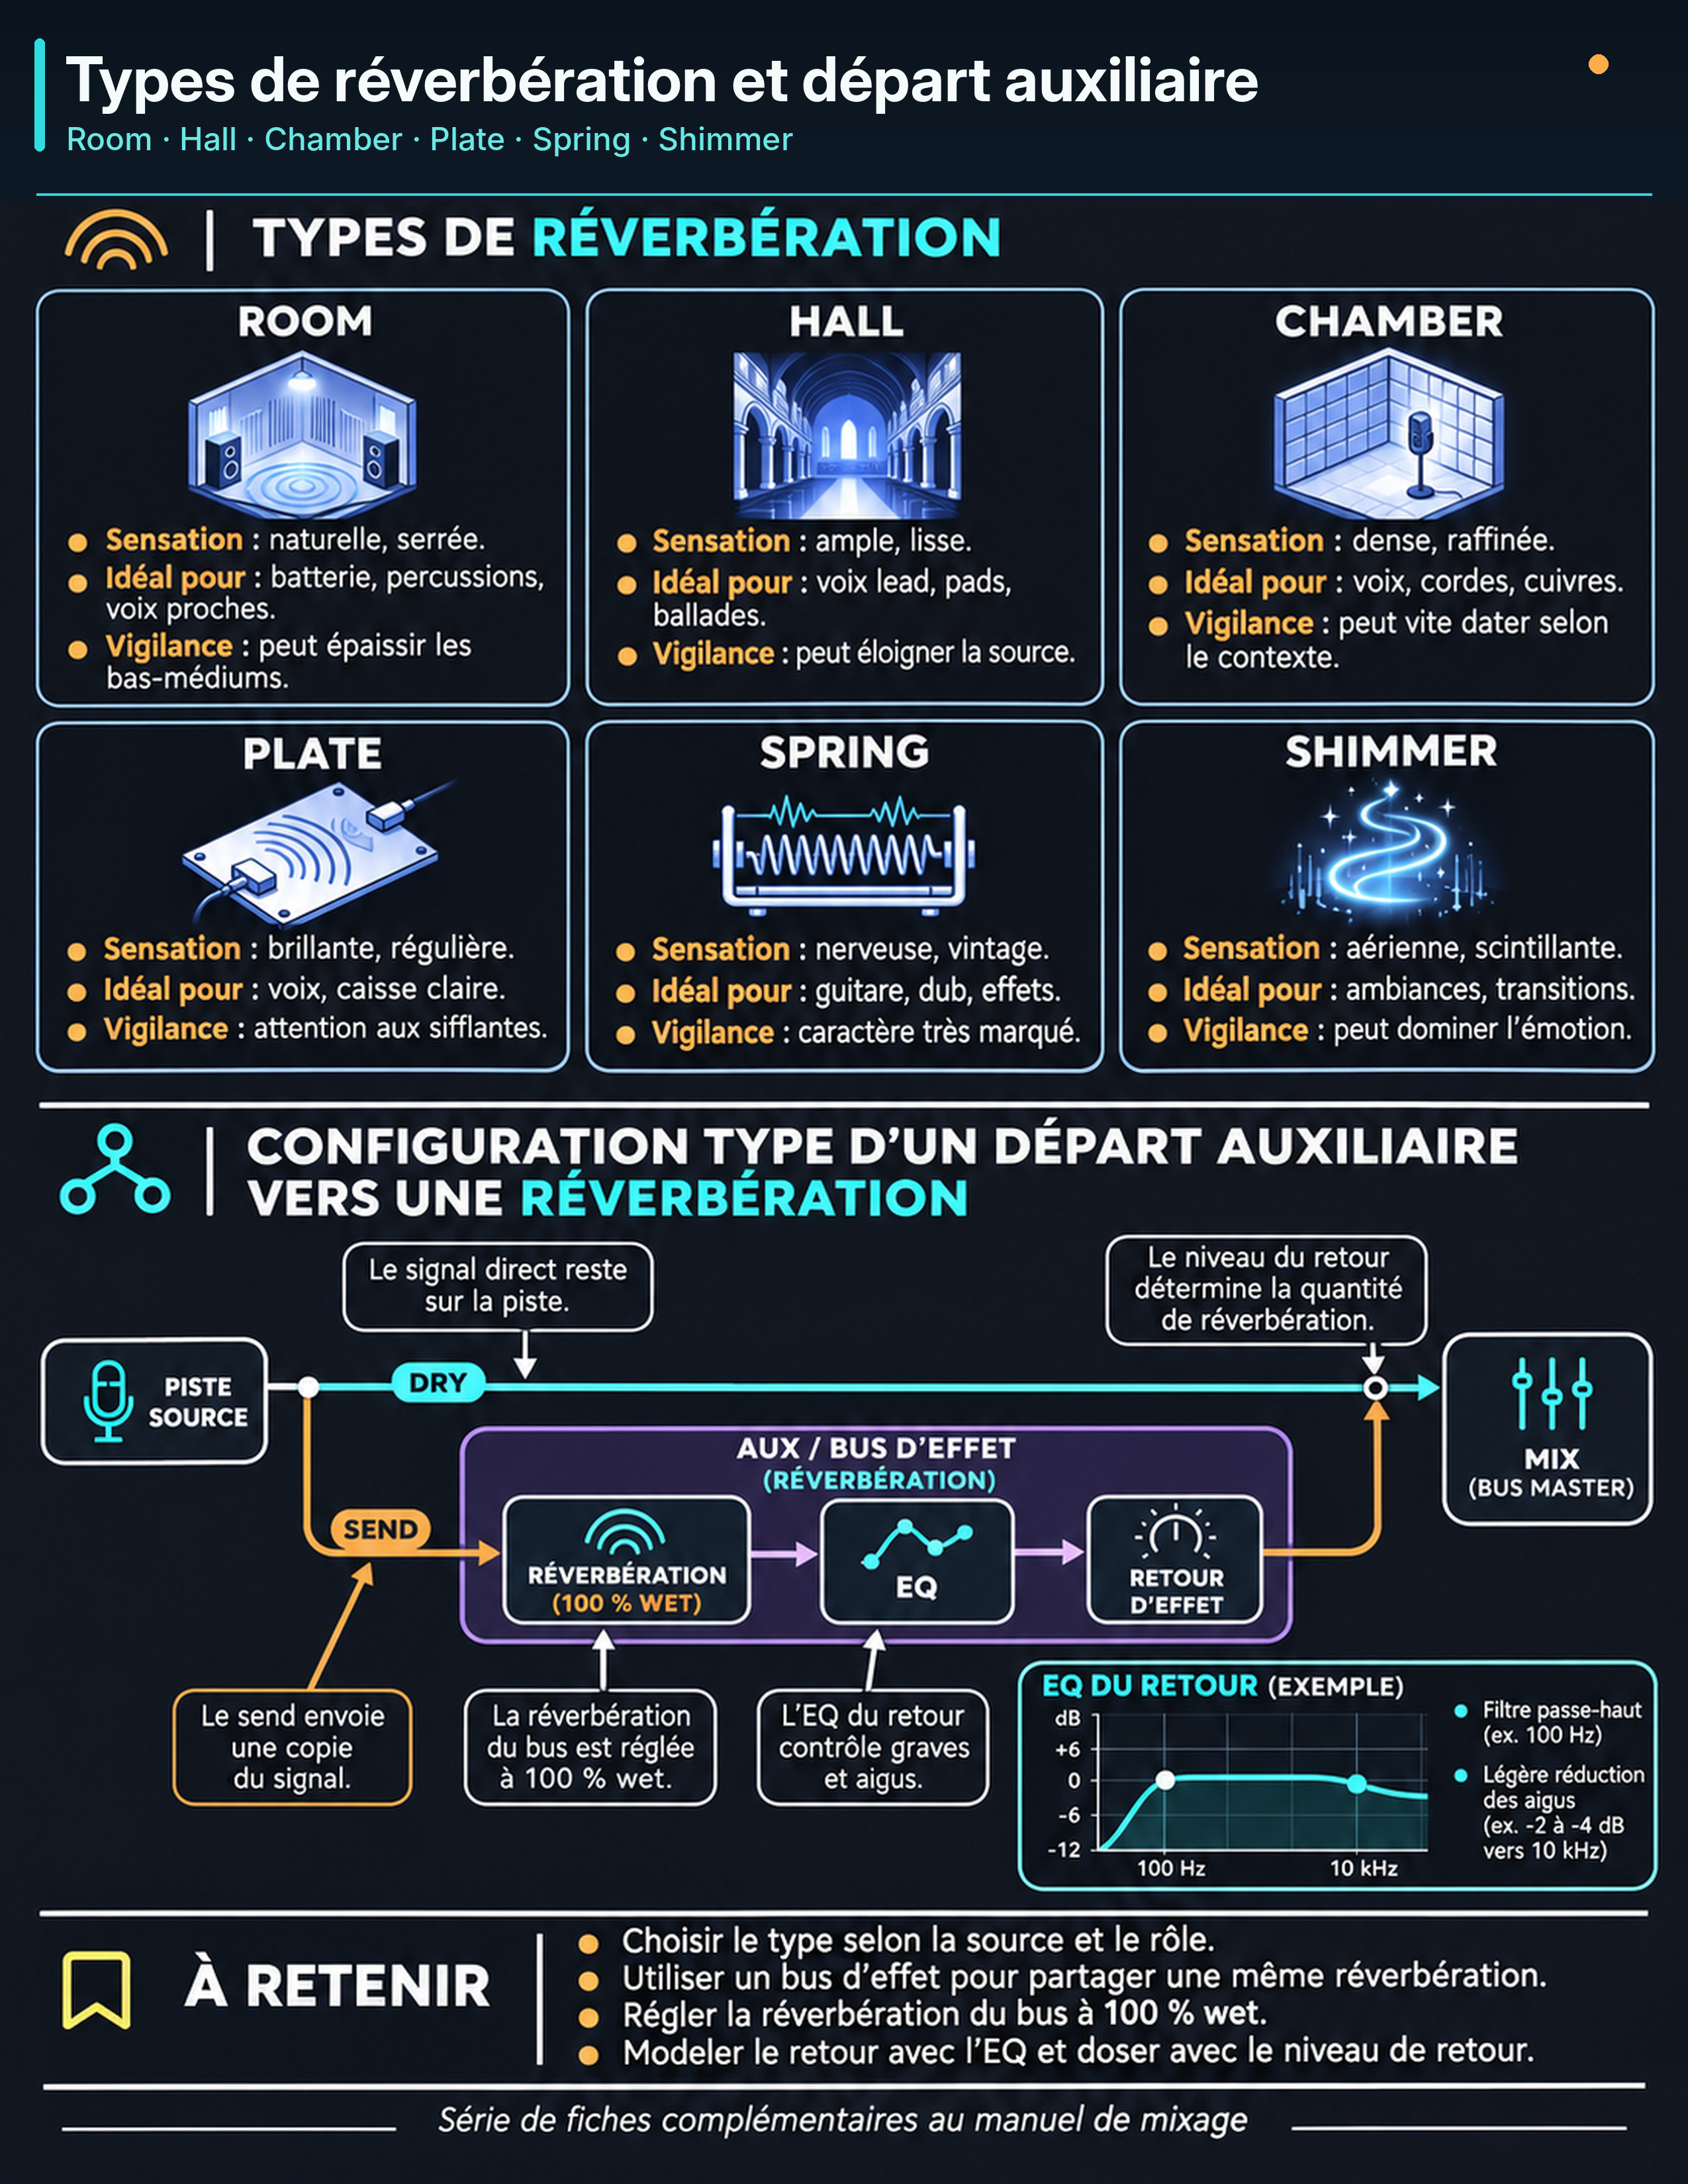 Types de réverbération et départ auxiliaire
Room · Hall · Chamber · Plate · Spring · Shimmer
TYPES DE RÉVERBÉRATION
ROOM
Sensation : naturelle, serrée.
Idéal pour : batterie, percussions,
voix proches.
Vigilance : peut épaissir les
bas-médiums.
HALL
Sensation : ample, lisse.
Idéal pour : voix lead, pads,
ballades.
Vigilance : peut éloigner la source.
CHAMBER
Sensation : dense, raffinée.
Idéal pour : voix, cordes, cuivres.
Vigilance : peut vite dater selon
le contexte.
PLATE
Sensation : brillante, régulière.
Idéal pour : voix, caisse claire.
Vigilance : attention aux sifflantes.
SPRING
Sensation : nerveuse, vintage.
Idéal pour : guitare, dub, effets.
Vigilance : caractère très marqué.
SHIMMER
Sensation : aérienne, scintillante.
Idéal pour : ambiances, transitions.
Vigilance : peut dominer l'émotion.
CONFIGURATION TYPE D'UN DÉPART AUXILIAIRE
VERS UNE RÉVERBÉRATION
Le signal direct reste
sur la piste.
Le niveau du retour
détermine la quantité
de réverbération.
PISTE
SOURCE
DRY
MIX
(BUS MASTER)
AUX / BUS D'EFFET
(RÉVERBÉRATION)
SEND
RÉVERBÉRATION
(100 % WET)
EQ
RETOUR
D'EFFET
Le send envoie
une copie
du signal.
La réverbération
du bus est réglée
à 100 % wet.
L'EQ du retour
contrôle graves
et aigus.
EQ DU RETOUR (EXEMPLE)
dB
+6
0
-6
-12
100 Hz
10 kHz
Filtre passe-haut
(ex. 100 Hz)
Légère réduction
des aigus
(ex. -2 à -4 dB
vers 10 kHz)
À RETENIR
Choisir le type selon la source et le rôle.
Utiliser un bus d'effet pour partager une même réverbération.
Régler la réverbération du bus à 100 % wet.
Modeler le retour avec l'EQ et doser avec le niveau de retour.
Série de fiches complémentaires au manuel de mixage